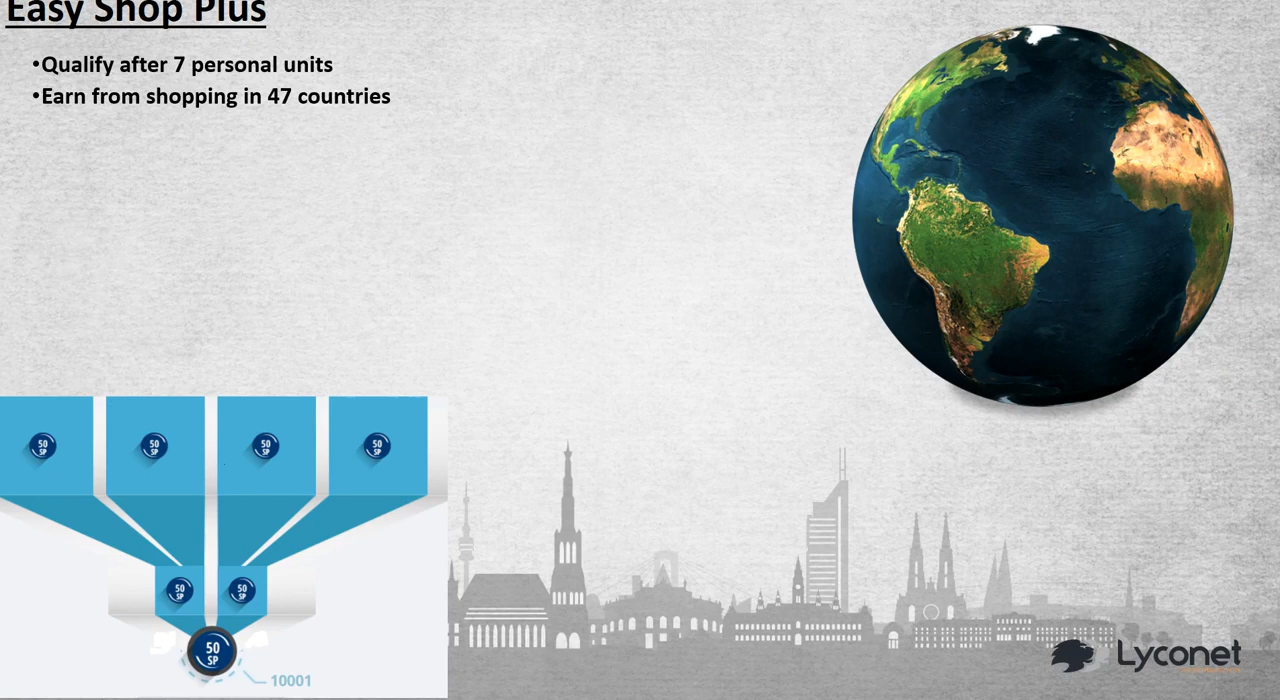 Easy Shop Plus
•Qualify after 7 personal units
•Earn from shopping in 47 countries
50
SP
50
SP
50
SP
50
SP
50
SP
50
SP
50
SP
10001
Lyconet